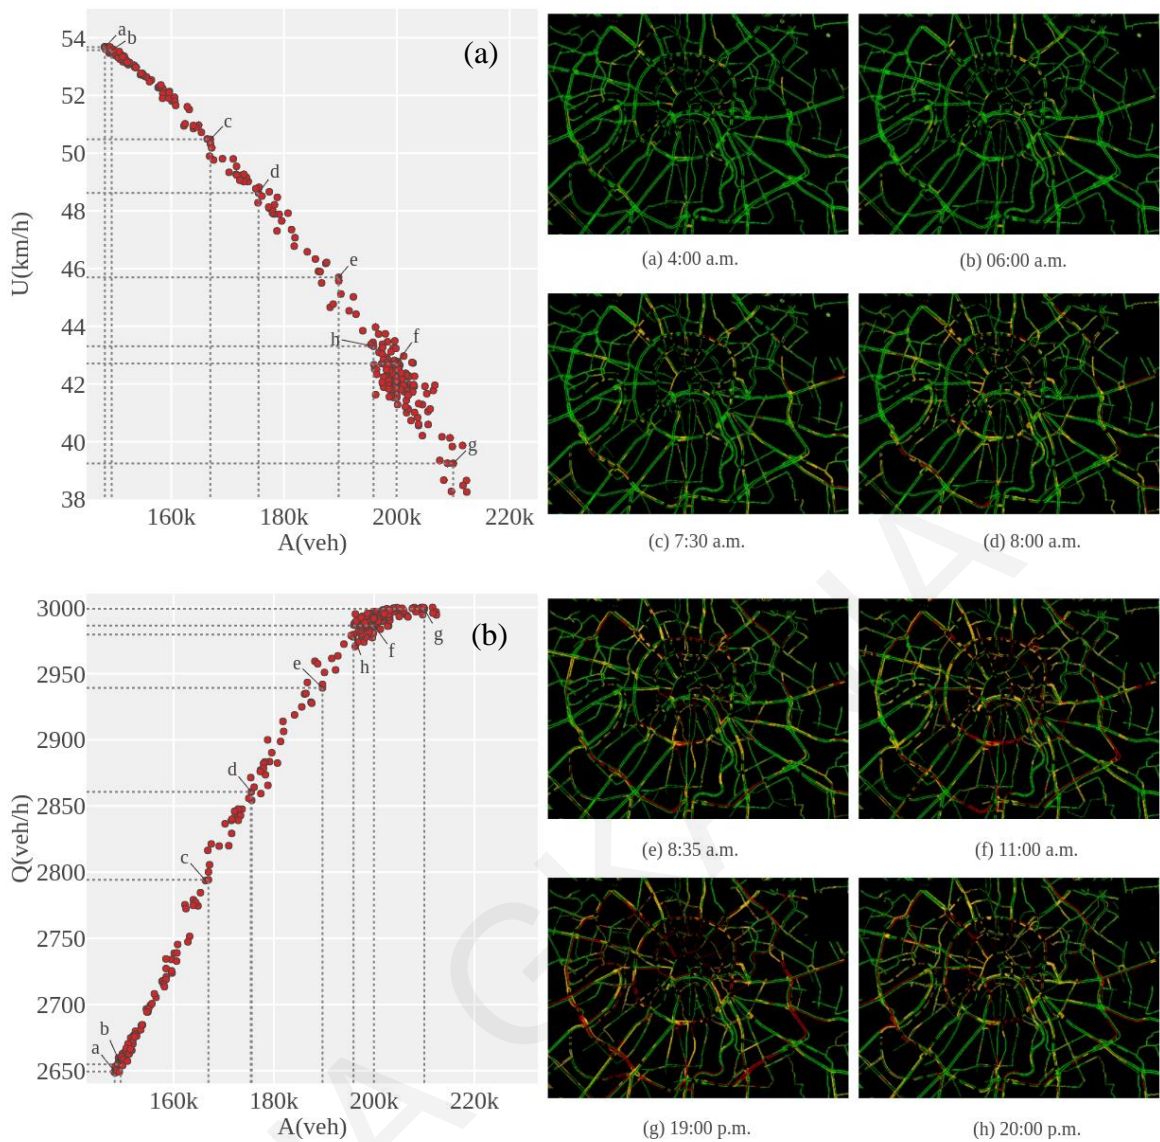 54
52
50
48
46
44
42
40
38
U(km/h)
160k
180k
200k
220k
A(veh)
(a)
a
b
c
d
e
h
f
g
(a) 4:00 a.m.
(b) 06:00 a.m.
(c) 7:30 a.m.
(d) 8:00 a.m.
3000
2950
2900
2850
2800
2750
2700
2650
Q(veh/h)
160k
180k
200k
220k
A(veh)
(b)
g
f
h
e
d
c
b
a
(e) 8:35 a.m.
(f) 11:00 a.m.
(g) 19:00 p.m.
(h) 20:00 p.m.